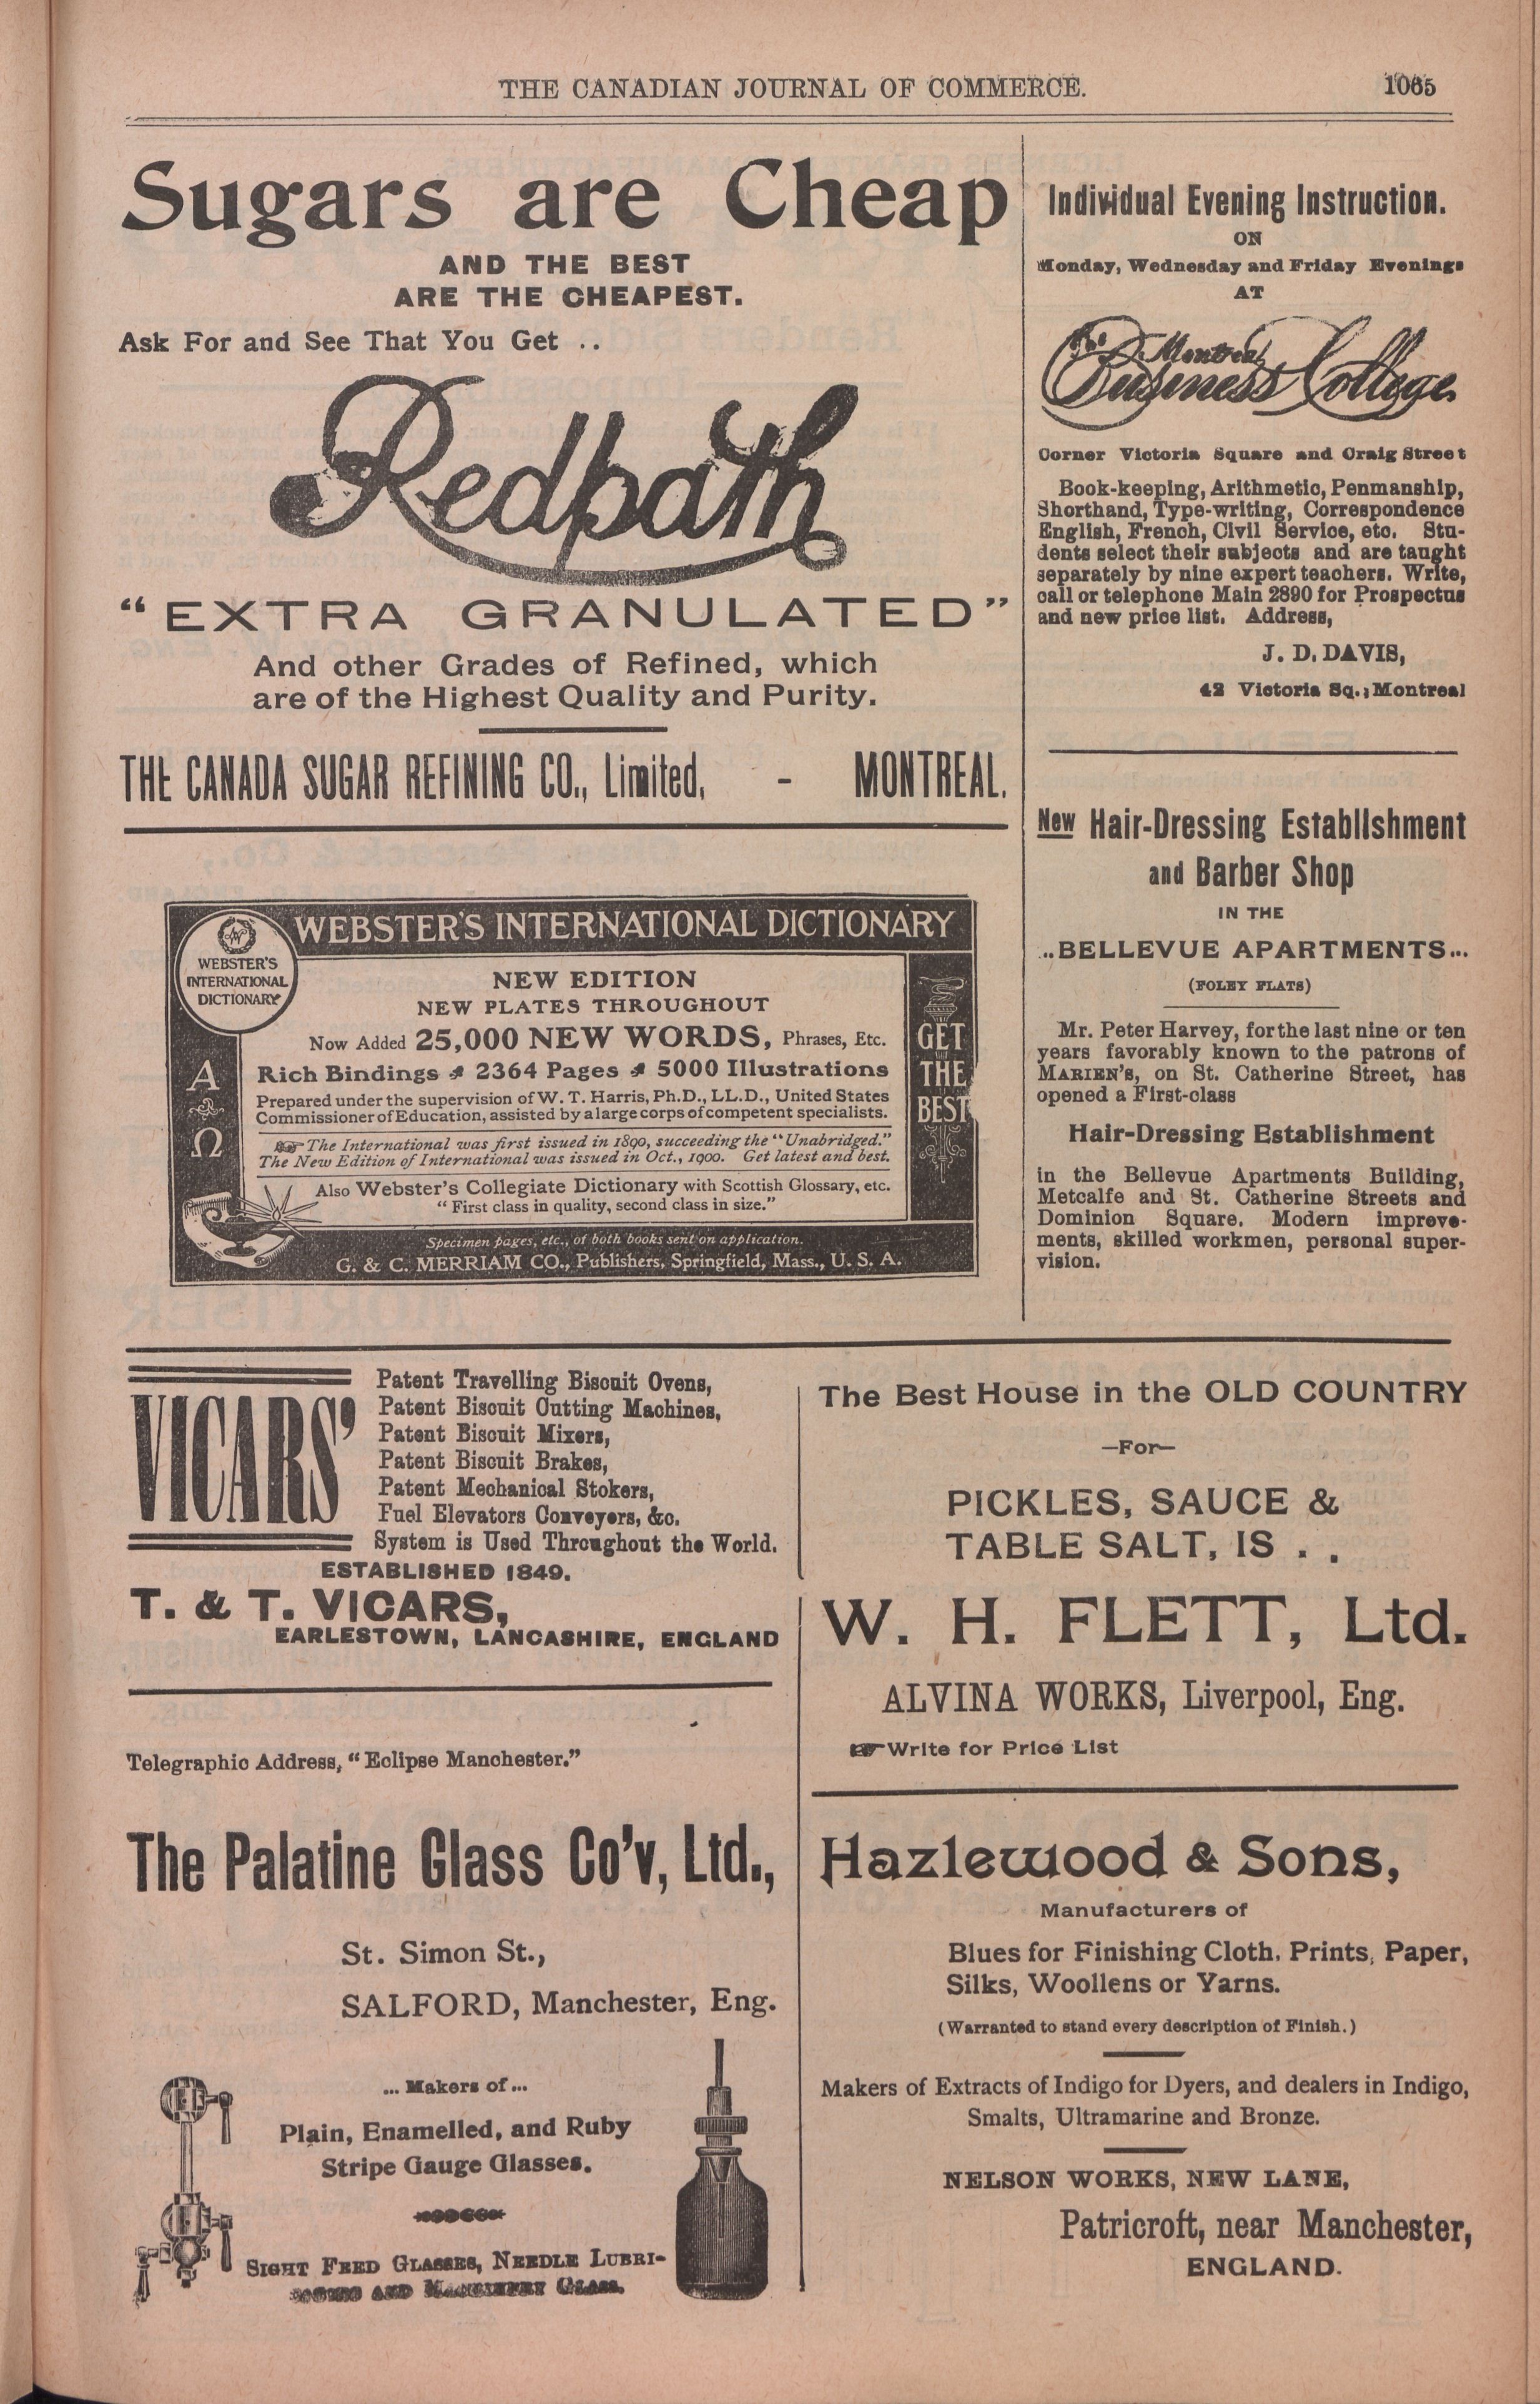 THE CANADIAN JOURNAL OF COMMERCE. 1065
Sugars are Cheap
AND THE BEST
ARE THE CHEAPEST.
Ask For and See That You Get ..
Redpath
"EXTRA GRANULATED"
And other Grades of Refined, which
are of the Highest Quality and Purity.
THE CANADA SUGAR REFINING CO., Limited, - MONTREAL.
WEBSTER'S INTERNATIONAL DICTIONARY
WEBSTER'S
INTERNATIONAL
DICTIONARY
Α
Ω
NEW EDITION
NEW PLATES THROUGHOUT
Now Added 25,000 NEW WORDS, Phrases, Etc.
Rich Bindings 2364 Pages 5000 Illustrations
Prepared under the supervision of W. T. Harris, Ph.D., LL.D., United States
Commissioner of Education, assisted by a large corps of competent specialists.
☞ The International was first issued in 1890, succeeding the "Unabridged."
The New Edition of International was issued in Oct., 1900. Get latest and best.
Also Webster's Collegiate Dictionary with Scottish Glossary, etc.
"First class in quality, second class in size."
Specimen pages, etc., of both books sent on application.
G. & C. MERRIAM CO., Publishers, Springfield, Mass., U. S. A.
GET
THE
BEST
Individual Evening Instruction.
ON
Monday, Wednesday and Friday Evenings
AT
The Montreal
Business College
Corner Victoria Square and Craig Street
Book-keeping, Arithmetic, Penmanship,
Shorthand, Type-writing, Correspondence
English, French, Civil Service, etc. Stu-
dents select their subjects and are taught
separately by nine expert teachers. Write,
call or telephone Main 2890 for Prospectus
and new price list. Address,
J. D. DAVIS,
42 Victoria Sq., Montreal
New Hair-Dressing Establishment
and Barber Shop
IN THE
..BELLEVUE APARTMENTS...
(FOLEY FLATS)
Mr. Peter Harvey, for the last nine or ten
years favorably known to the patrons of
MARIEN'S, on St. Catherine Street, has
opened a First-class
Hair-Dressing Establishment
in the Bellevue Apartments Building,
Metcalfe and St. Catherine Streets and
Dominion Square. Modern improve-
ments, skilled workmen, personal super-
vision.
VICARS'
Patent Travelling Biscuit Ovens,
Patent Biscuit Cutting Machines,
Patent Biscuit Mixers,
Patent Biscuit Brakes,
Patent Mechanical Stokers,
Fuel Elevators Conveyors, &c.
System is Used Throughout the World.
ESTABLISHED 1849.
T. & T. VICARS,
EARLESTOWN, LANCASHIRE, ENGLAND
The Best House in the OLD COUNTRY
—For—
PICKLES, SAUCE &
TABLE SALT, IS . .
W. H. FLETT, Ltd.
ALVINA WORKS, Liverpool, Eng.
☞ Write for Price List
Telegraphic Address, "Eclipse Manchester."
The Palatine Glass Co'y, Ltd.,
St. Simon St.,
SALFORD, Manchester, Eng.
... Makers of ...
Plain, Enamelled, and Ruby
Stripe Gauge Glasses.
SIGHT FEED GLASSES, NEEDLE LUBRI-
AND MACHINERY GLASS.
Hazlewood & Sons,
Manufacturers of
Blues for Finishing Cloth, Prints, Paper,
Silks, Woollens or Yarns.
(Warranted to stand every description of Finish.)
Makers of Extracts of Indigo for Dyers, and dealers in Indigo,
Smalts, Ultramarine and Bronze.
NELSON WORKS, NEW LANE,
Patricroft, near Manchester,
ENGLAND.